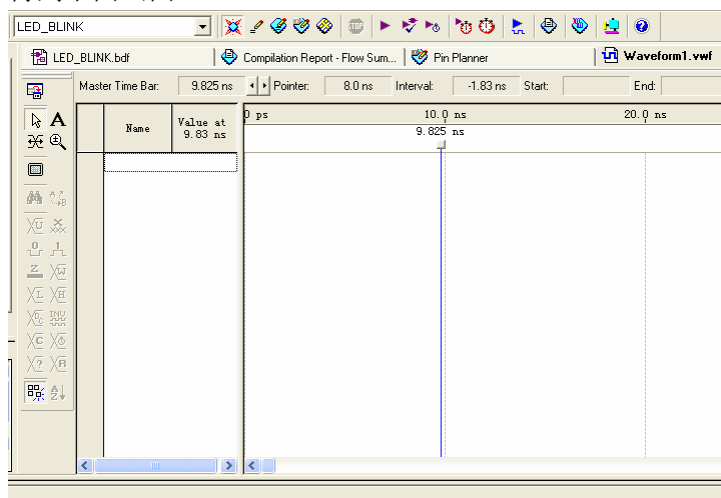 LED_BLINK
LED_BLINK.bdf
Compilation Report - Flow Sum...
Pin Planner
Waveform1.vwf
Master Time Bar:
9.825 ns
Pointer:
8.0 ns
Interval:
-1.83 ns
Start:
End:
Name
Value at
9.83 ns
0 ps
10.0 ns
20.0 ns
9.825 ns